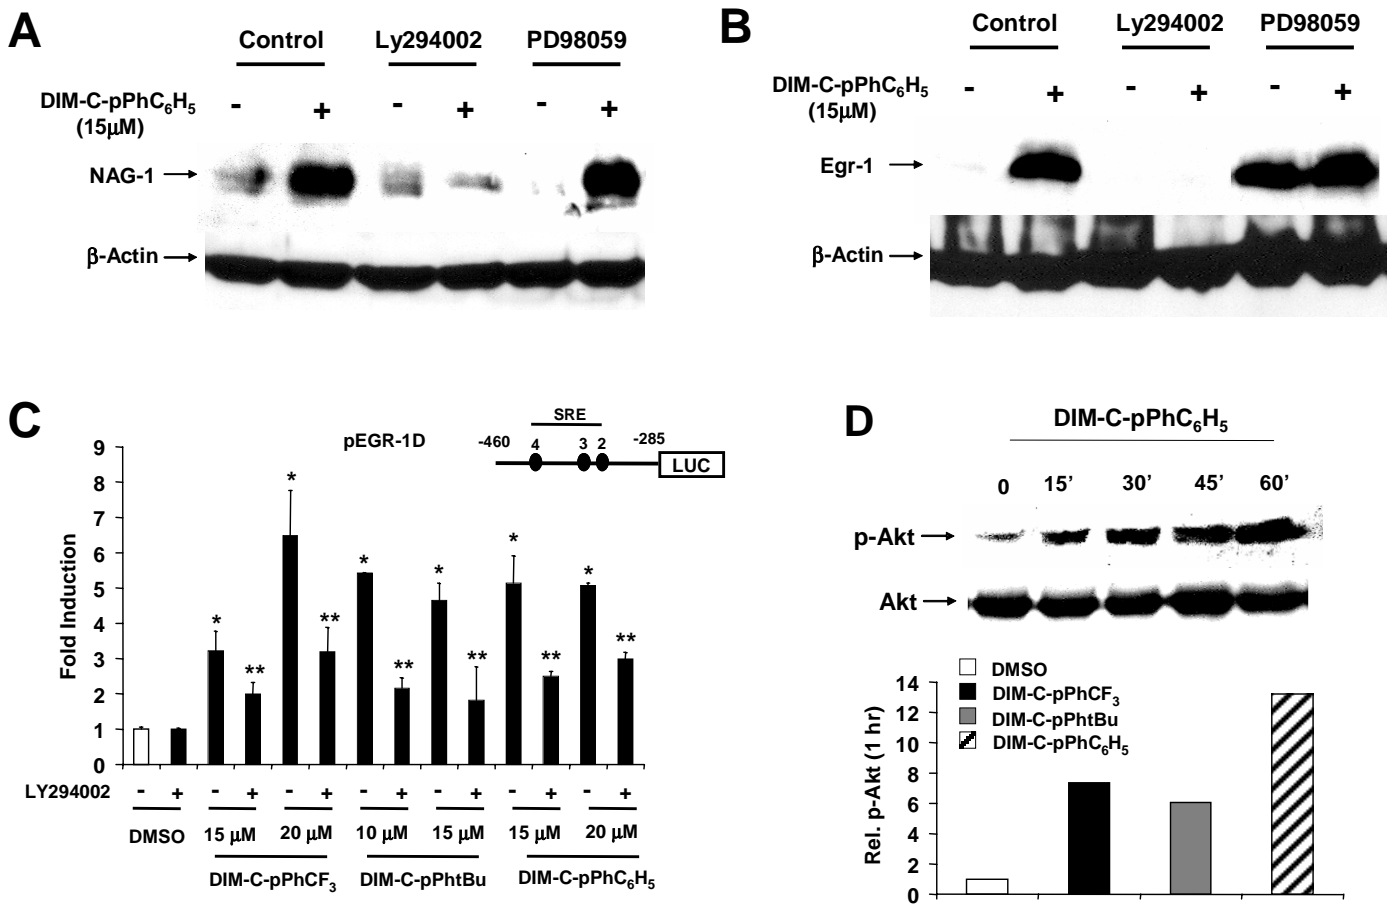 A
Control Ly294002 PD98059
DIM-C-pPhC6H5
(15μM)
- + - + - +
NAG-1
β-Actin
B
Control Ly294002 PD98059
DIM-C-pPhC6H5
(15μM)
- + - + - +
Egr-1
β-Actin
C
pEGR-1D
SRE
-460 4 3 2 -285
LUC
Fold Induction
9
8
7
6
5
4
3
2
1
0
* ** * ** * ** * ** * ** * **
LY294002 - + - + - + - + - + - + - +
DMSO 15 μM 20 μM 10 μM 15 μM 15 μM 20 μM
DIM-C-pPhCF3 DIM-C-pPhtBu DIM-C-pPhC6H5
D
DIM-C-pPhC6H5
0 15’ 30’ 45’ 60’
p-Akt
Akt
DMSO
DIM-C-pPhCF3
DIM-C-pPhtBu
DIM-C-pPhC6H5
Rel. p-Akt (1 hr)
14
12
10
8
6
4
2
0